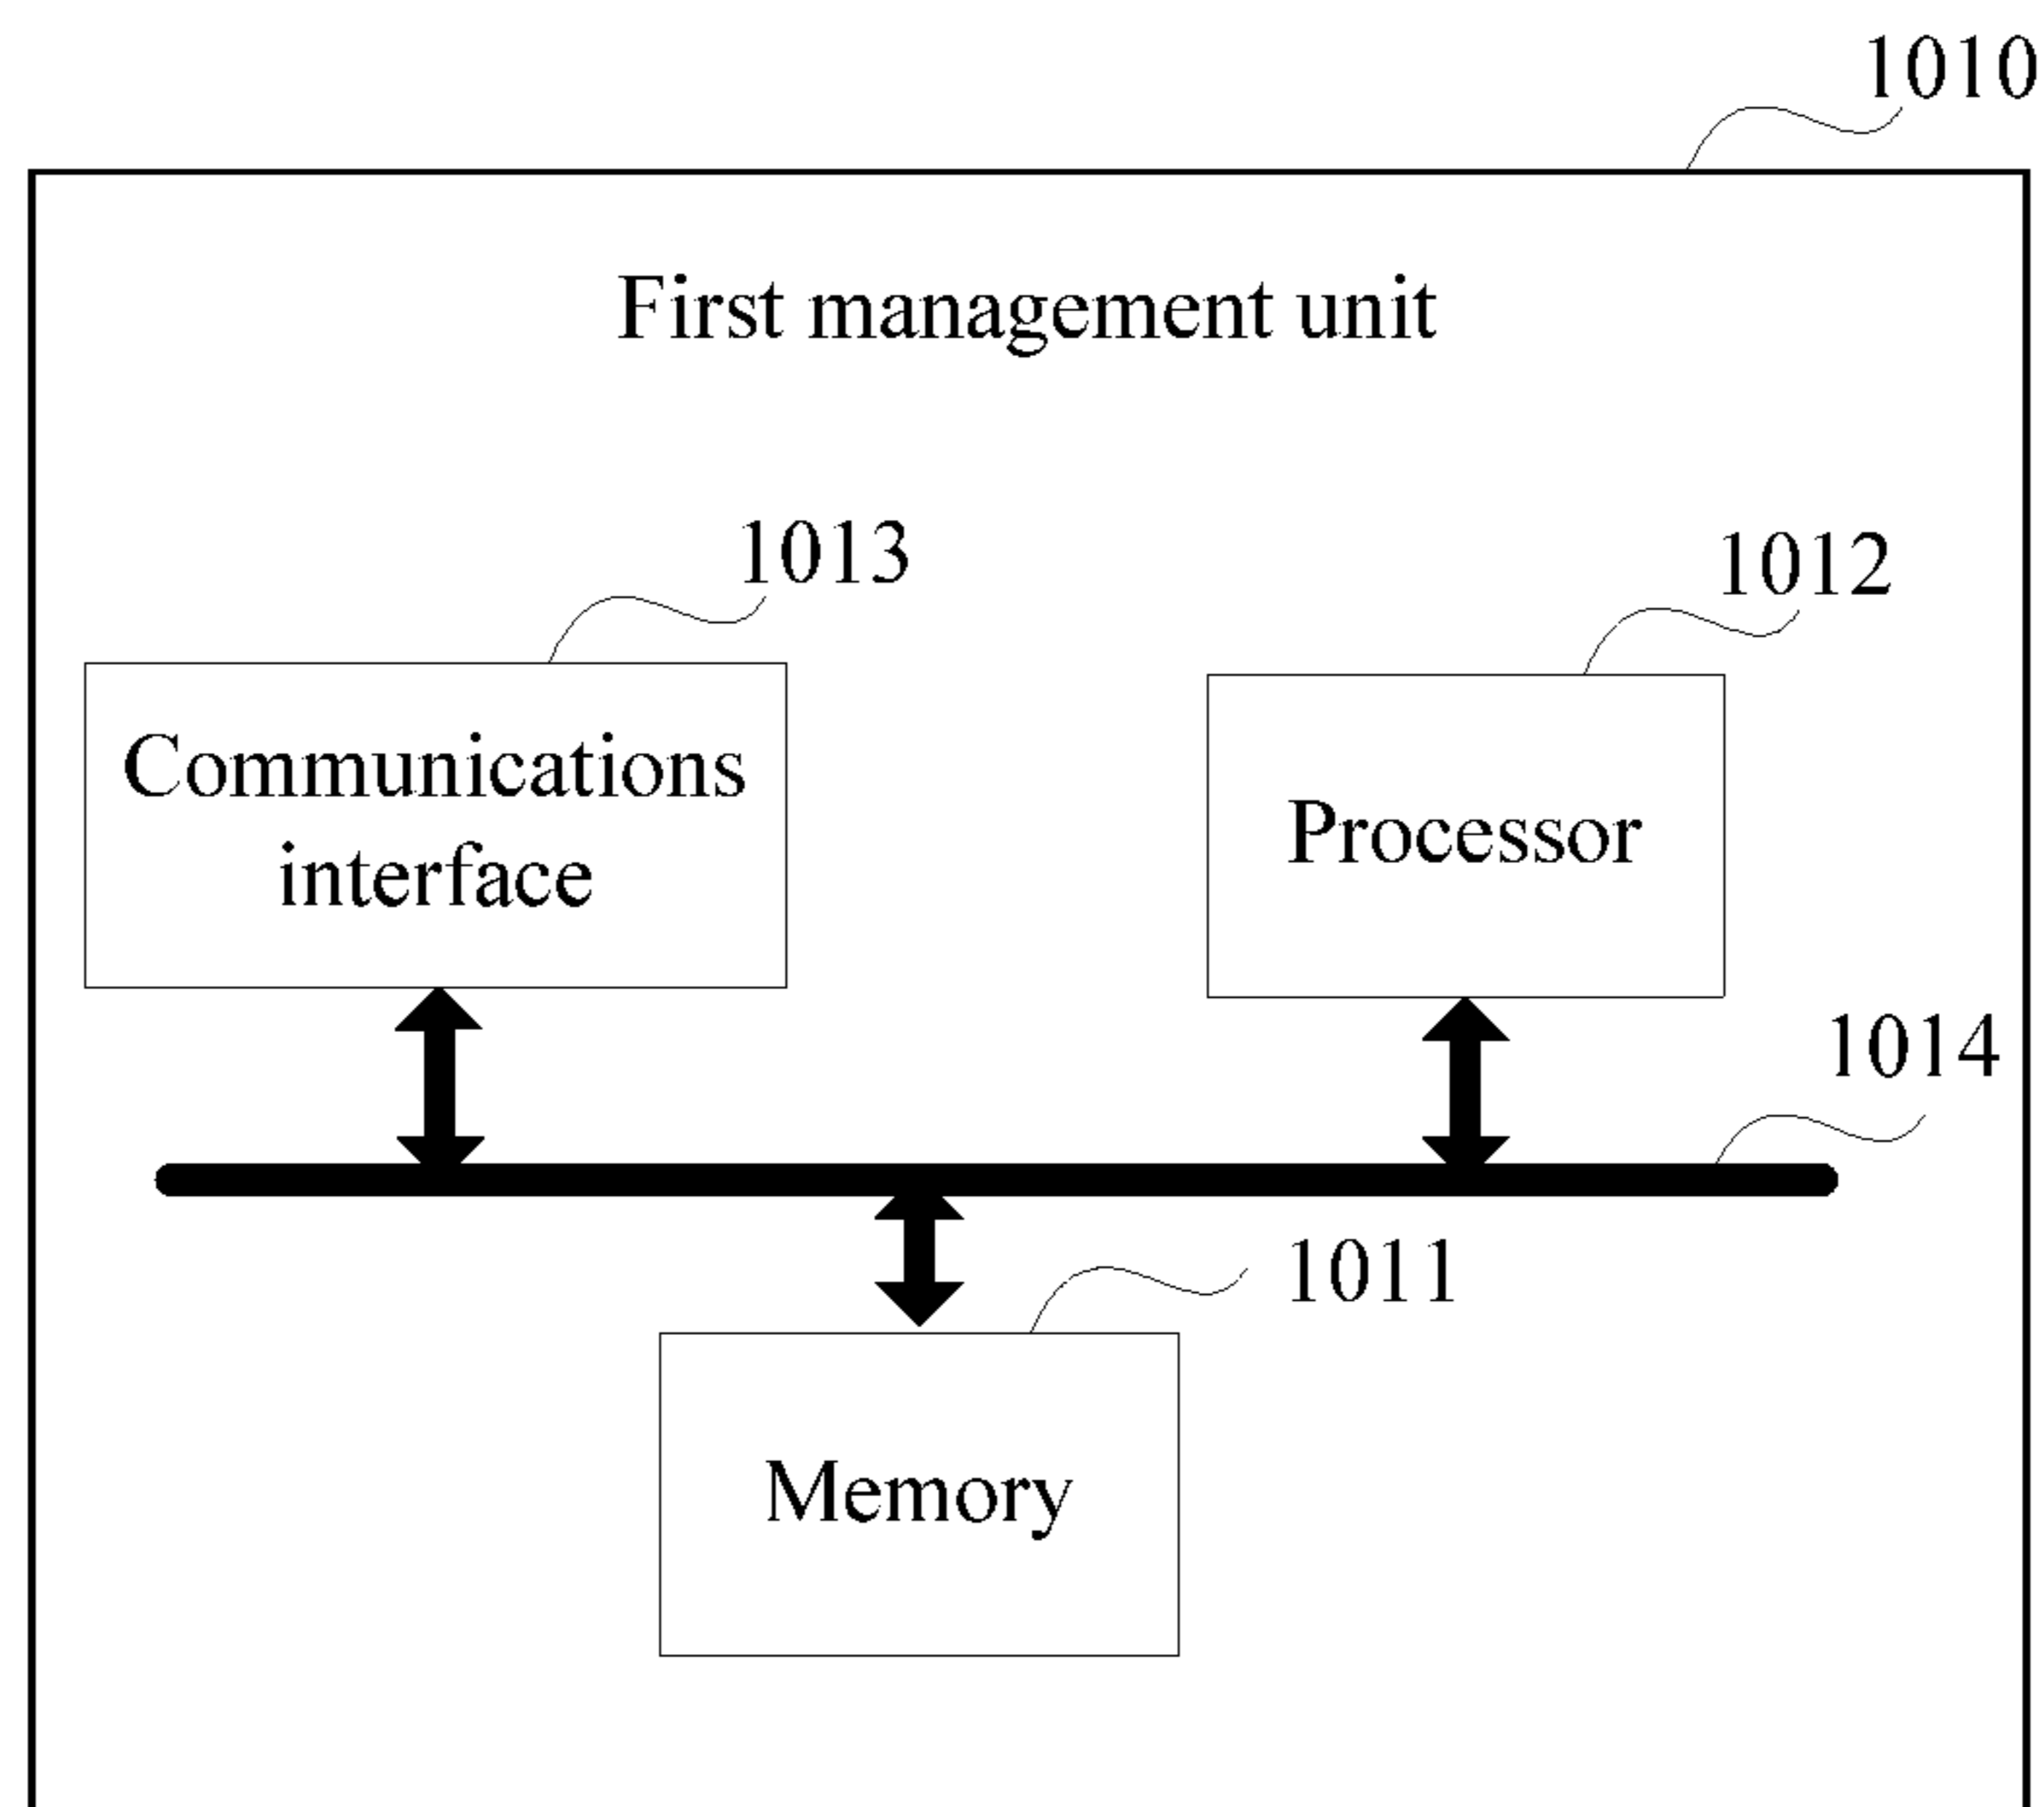 1010
First management unit
1013
1012
Communications
interface
Processor
1014
1011
Memory